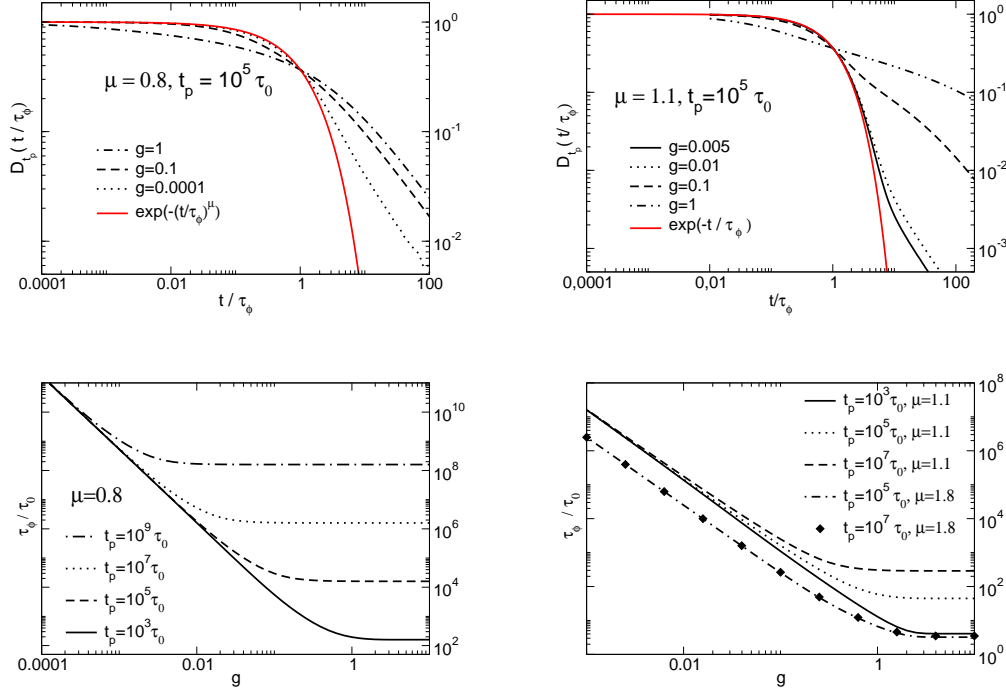 10^0
10^-1
10^-2
D_{t_p} ( t / τ_ϕ )
μ = 0.8, t_p = 10^5 τ_0
g=1
g=0.1
g=0.0001
exp(-(t/τ_ϕ)^μ)
0.0001
0.01
1
100
t / τ_ϕ
10^0
10^-1
10^-2
10^-3
D_{t_p} ( t/ τ_ϕ )
μ = 1.1, t_p=10^5 τ_0
g=0.005
g=0.01
g=0.1
g=1
exp(-t / τ_ϕ )
0,0001
0,01
1
100
t/τ_ϕ
10^10
10^8
10^6
10^4
10^2
τ_ϕ / τ_0
μ=0.8
t_p=10^9 τ_0
t_p=10^7 τ_0
t_p=10^5 τ_0
t_p=10^3 τ_0
0.0001
0.01
1
g
10^8
10^6
10^4
10^2
10^0
τ_ϕ / τ_0
t_p=10^3 τ_0, μ=1.1
t_p=10^5 τ_0, μ=1.1
t_p=10^7 τ_0, μ=1.1
t_p=10^5 τ_0, μ=1.8
t_p=10^7 τ_0, μ=1.8
0.01
1
g